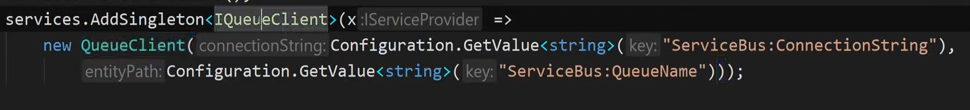 services.AddSingleton<IQueueClient>(x :IServiceProvider =>
new QueueClient( connectionString: Configuration.GetValue<string>( key: "ServiceBus:ConnectionString"),
entityPath: Configuration.GetValue<string>( key: "ServiceBus:QueueName")));